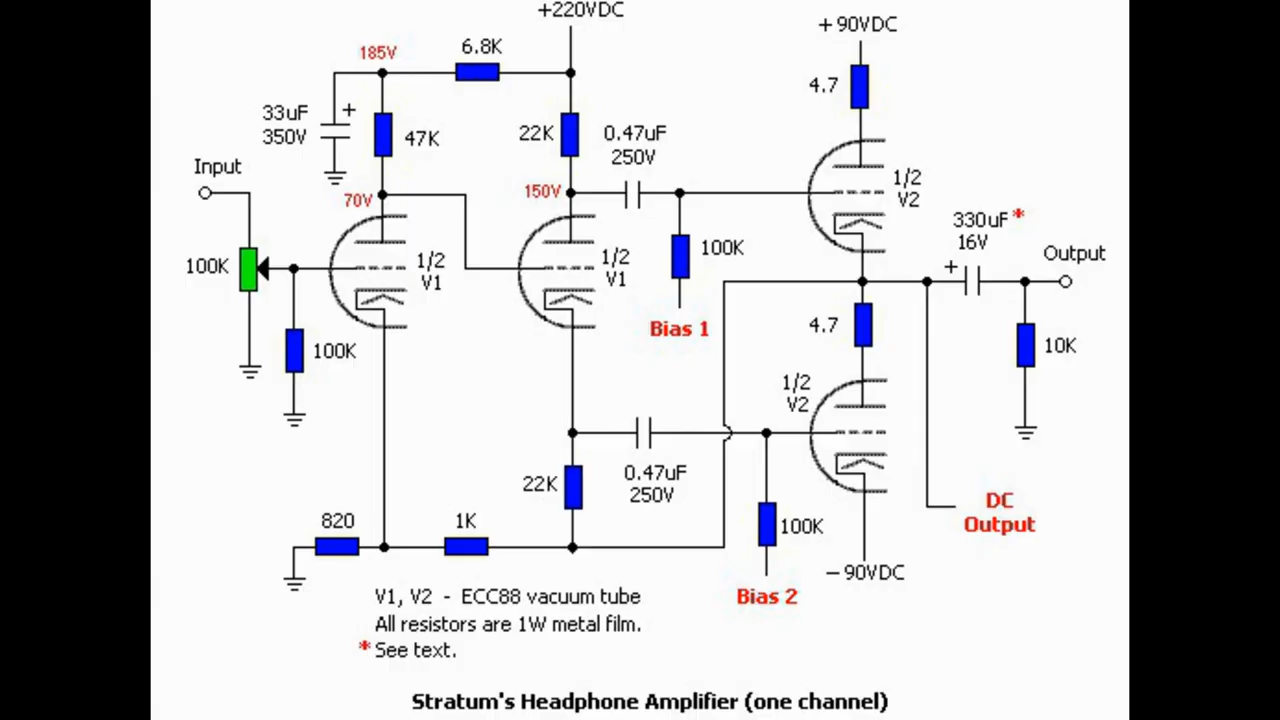 +220VDC
+90VDC
185V
6.8K
4.7
33uF
350V
+
47K
22K
0.47uF
250V
Input
70V
150V
1/2
V2
100K
1/2
V1
1/2
V1
100K
330uF*
16V
+
Output
Bias 1
100K
4.7
10K
1/2
V2
0.47uF
250V
22K
DC
Output
820
1K
100K
-90VDC
Bias 2
V1, V2 - ECC88 vacuum tube
All resistors are 1W metal film.
* See text.
Stratum's Headphone Amplifier (one channel)